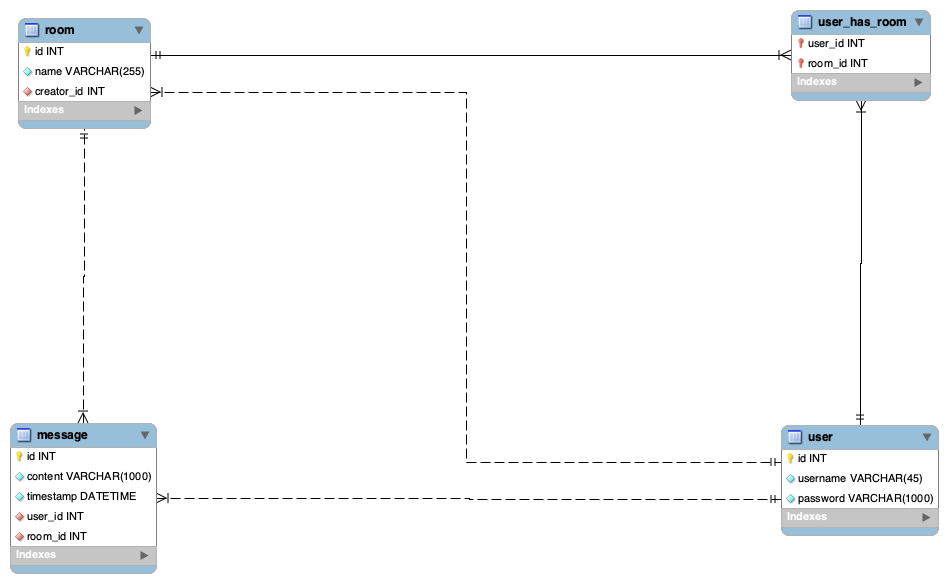 room
id INT
name VARCHAR(255)
creator_id INT
Indexes
user_has_room
user_id INT
room_id INT
Indexes
message
id INT
content VARCHAR(1000)
timestamp DATETIME
user_id INT
room_id INT
Indexes
user
id INT
username VARCHAR(45)
password VARCHAR(1000)
Indexes